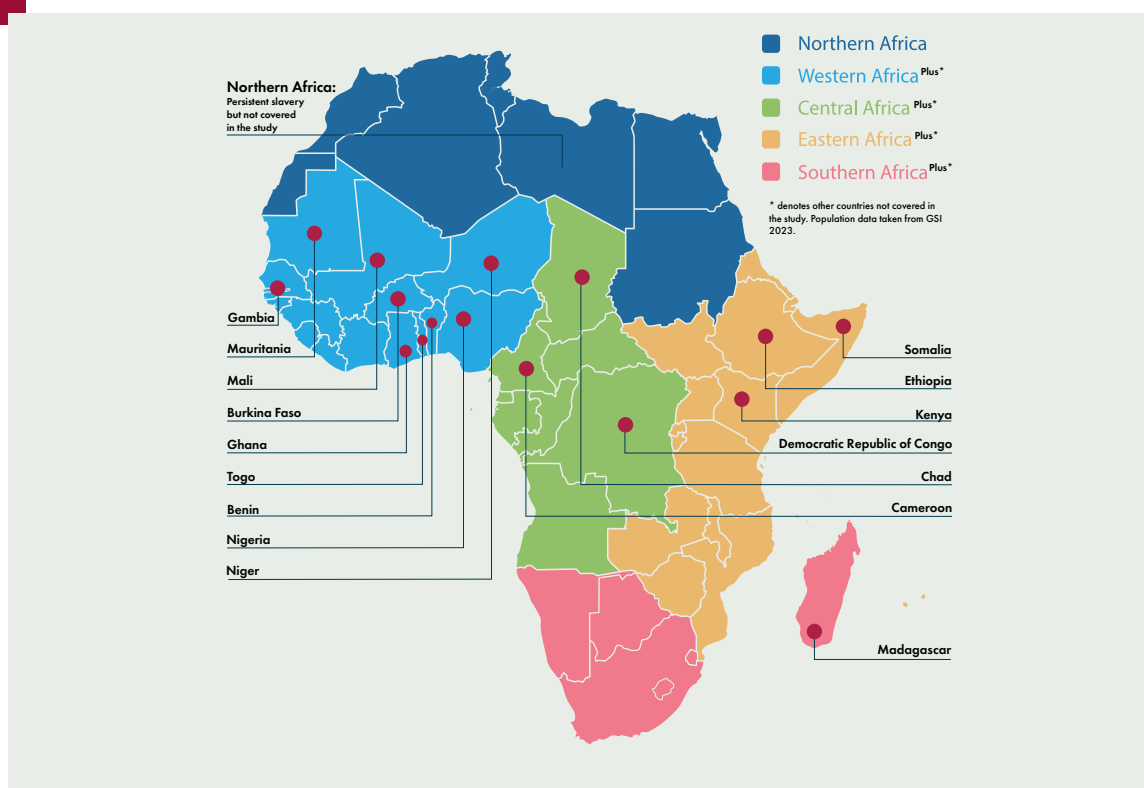 Northern Africa:
Persistent slavery
but not covered
in the study
Northern Africa
Western Africa Plus*
Central Africa Plus*
Eastern Africa Plus*
Southern Africa Plus*
* denotes other countries not covered in
the study. Population data taken from GSI
2023.
Gambia
Mauritania
Mali
Burkina Faso
Ghana
Togo
Benin
Nigeria
Niger
Somalia
Ethiopia
Kenya
Democratic Republic of Congo
Chad
Cameroon
Madagascar